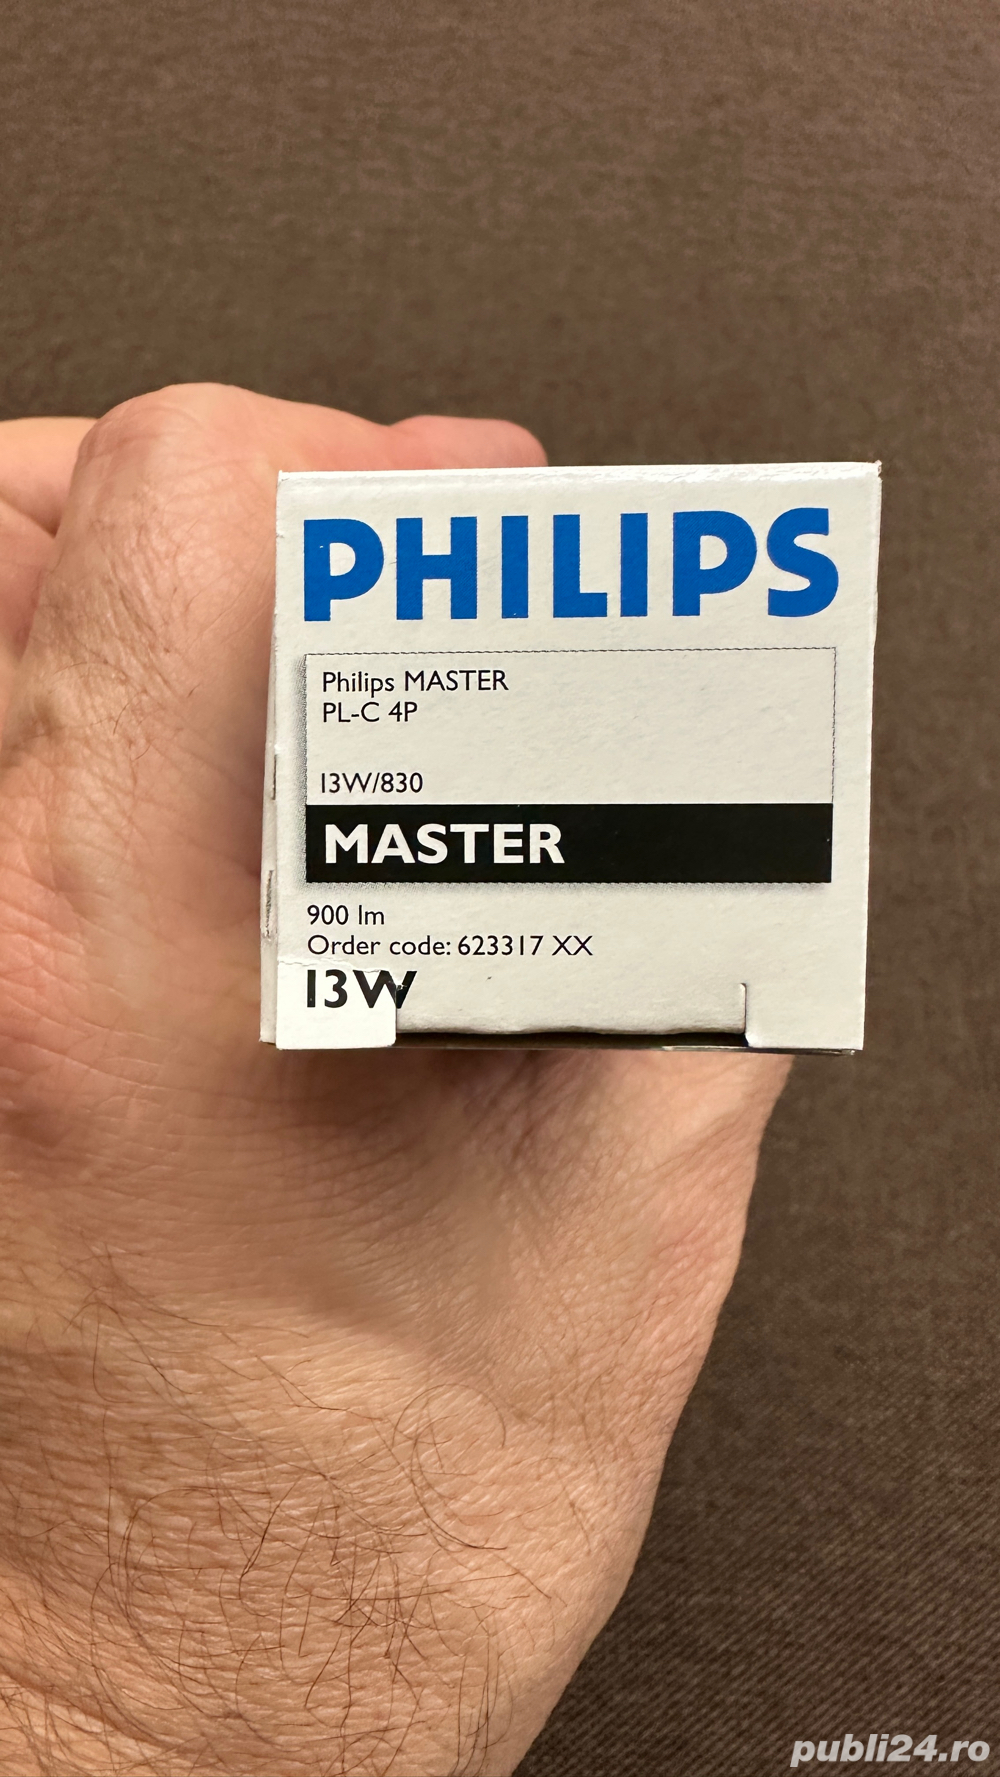 PHILIPS
Philips MASTER
PL-C 4P
13W/830
MASTER
900 lm
Order code: 623317 XX
13W
publi24.ro